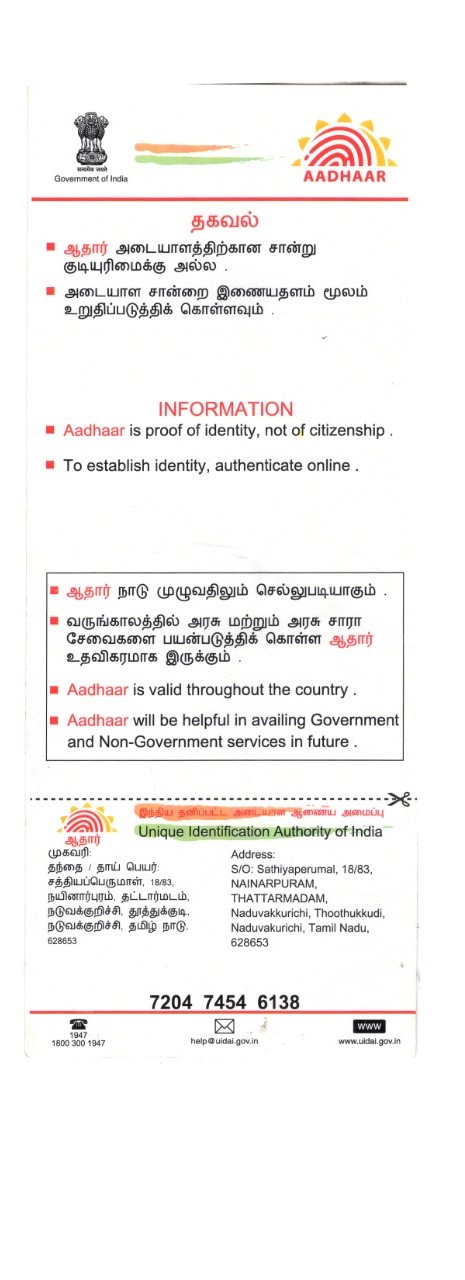 सत्यमेव जयते
Government of India
AADHAAR
தகவல்
ஆதார் அடையாளத்திற்கான சான்று
குடியுரிமைக்கு அல்ல .
அடையாள சான்றை இணையதளம் மூலம்
உறுதிப்படுத்திக் கொள்ளவும் .
INFORMATION
Aadhaar is proof of identity, not of citizenship .
To establish identity, authenticate online .
ஆதார் நாடு முழுவதிலும் செல்லுபடியாகும் .
வருங்காலத்தில் அரசு மற்றும் அரசு சாரா
சேவைகளை பயன்படுத்திக் கொள்ள ஆதார்
உதவிகரமாக இருக்கும் .
Aadhaar is valid throughout the country .
Aadhaar will be helpful in availing Government
and Non-Government services in future .
இந்திய தனிப்பட்ட அடையாள ஆணைய அமைப்பு
Unique Identification Authority of India
ஆதார்
முகவரி:
தந்தை / தாய் பெயர்:
சத்தியப்பெருமாள், 18/83,
நயினார்புரம், தட்டார்மடம்,
நடுவக்குறிச்சி, தூத்துக்குடி,
நடுவக்குறிச்சி, தமிழ் நாடு,
628653
Address:
S/O: Sathiyaperumal, 18/83,
NAINARPURAM,
THATTARMADAM,
Naduvakkurichi, Thoothukkudi,
Naduvakurichi, Tamil Nadu,
628653
7204 7454 6138
1947
1800 300 1947
help@uidai.gov.in
WWW
www.uidai.gov.in